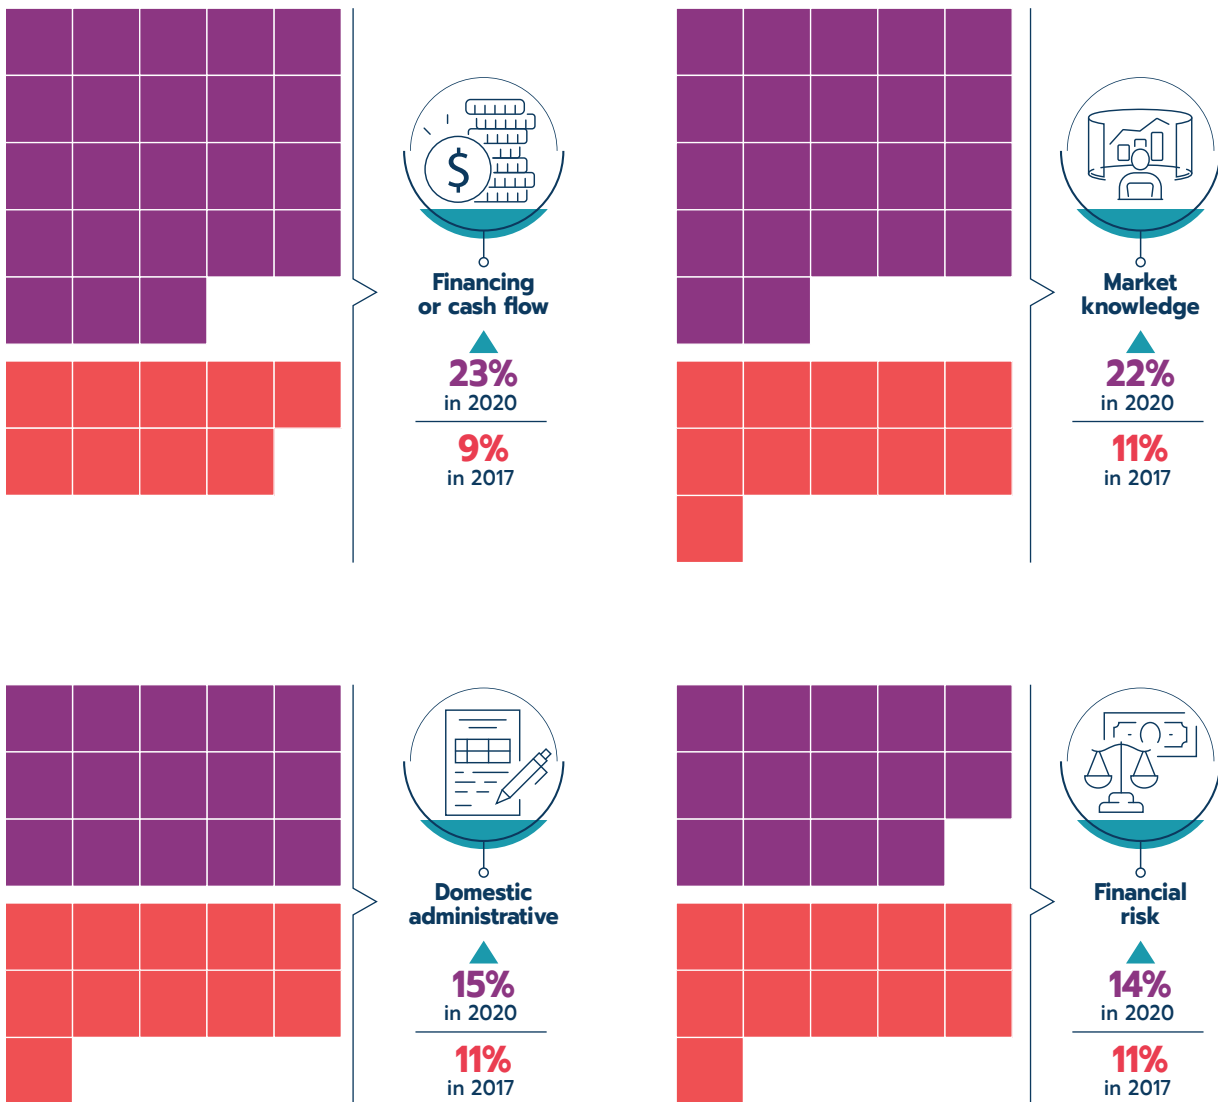 $
Financing
or cash flow
23%
in 2020
9%
in 2017
Market
knowledge
22%
in 2020
11%
in 2017
Domestic
administrative
15%
in 2020
11%
in 2017
Financial
risk
14%
in 2020
11%
in 2017